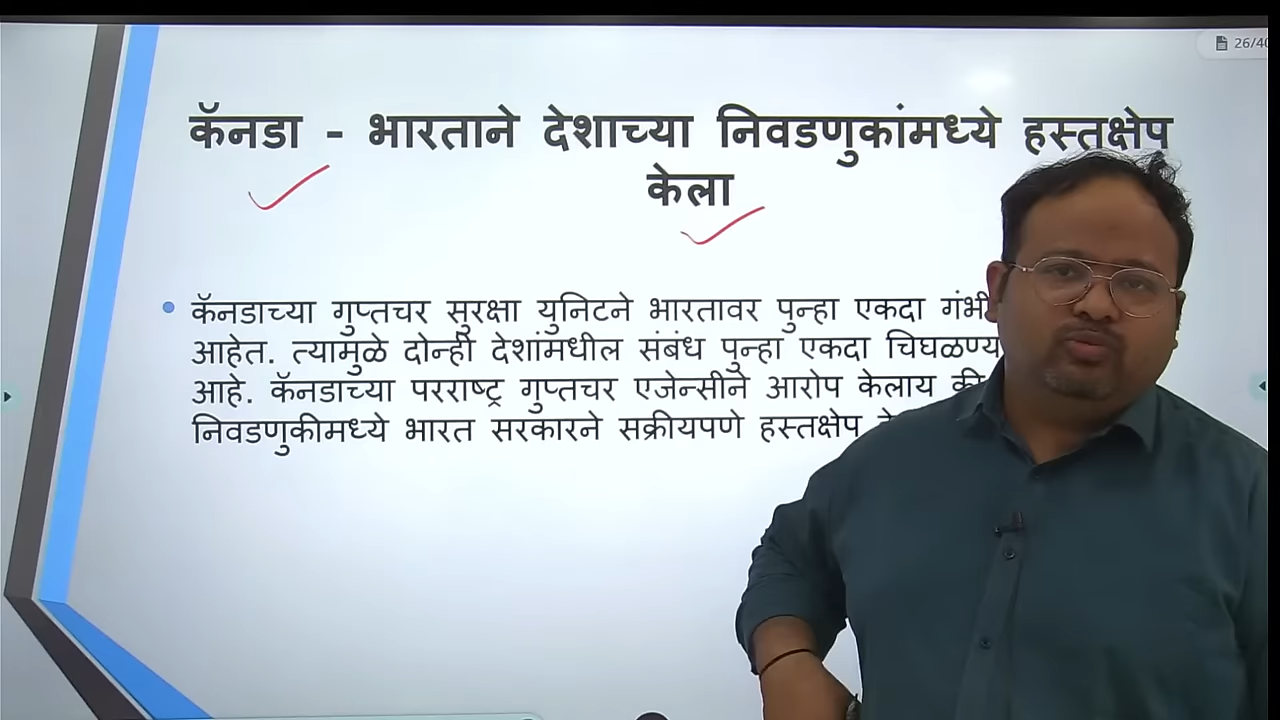 26/40
कॅनडा - भारताने देशाच्या निवडणुकांमध्ये हस्तक्षेप
केला
कॅनडाच्या गुप्तचर सुरक्षा युनिटने भारतावर पुन्हा एकदा
आहेत. त्यामुळे दोन्ही देशांमधील संबंध पुन्हा एकदा
आहे. कॅनडाच्या परराष्ट्र गुप्तचर एजेन्सीने आरोप केलाय की
निवडणुकीमध्ये भारत सरकारने सक्रीयपणे हस्तक्षेप